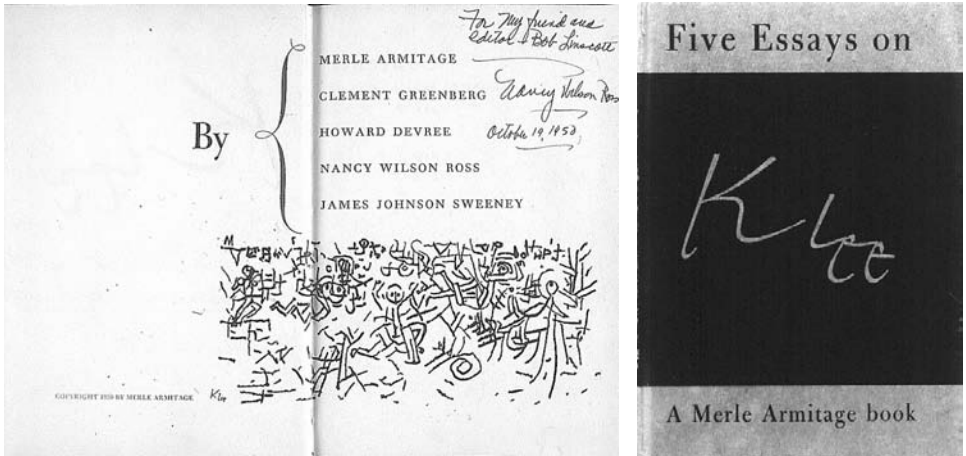 For My friend and
editor - Bob Linscott
Nancy Wilson Ross
October 19, 1950,
By
MERLE ARMITAGE
CLEMENT GREENBERG
HOWARD DEVREE
NANCY WILSON ROSS
JAMES JOHNSON SWEENEY
COPYRIGHT 1950 BY MERLE ARMITAGE
Klee
Five Essays on
Klee
A Merle Armitage book